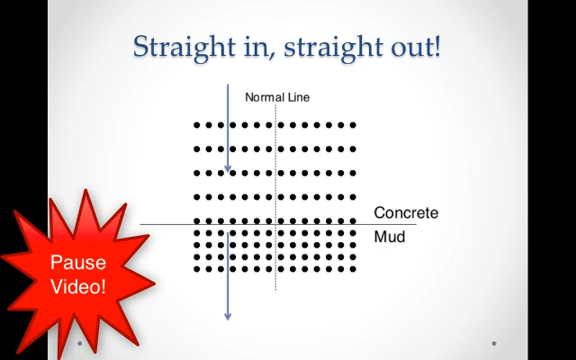 Straight in, straight out!
Normal Line
Concrete
Mud
Pause
Video!